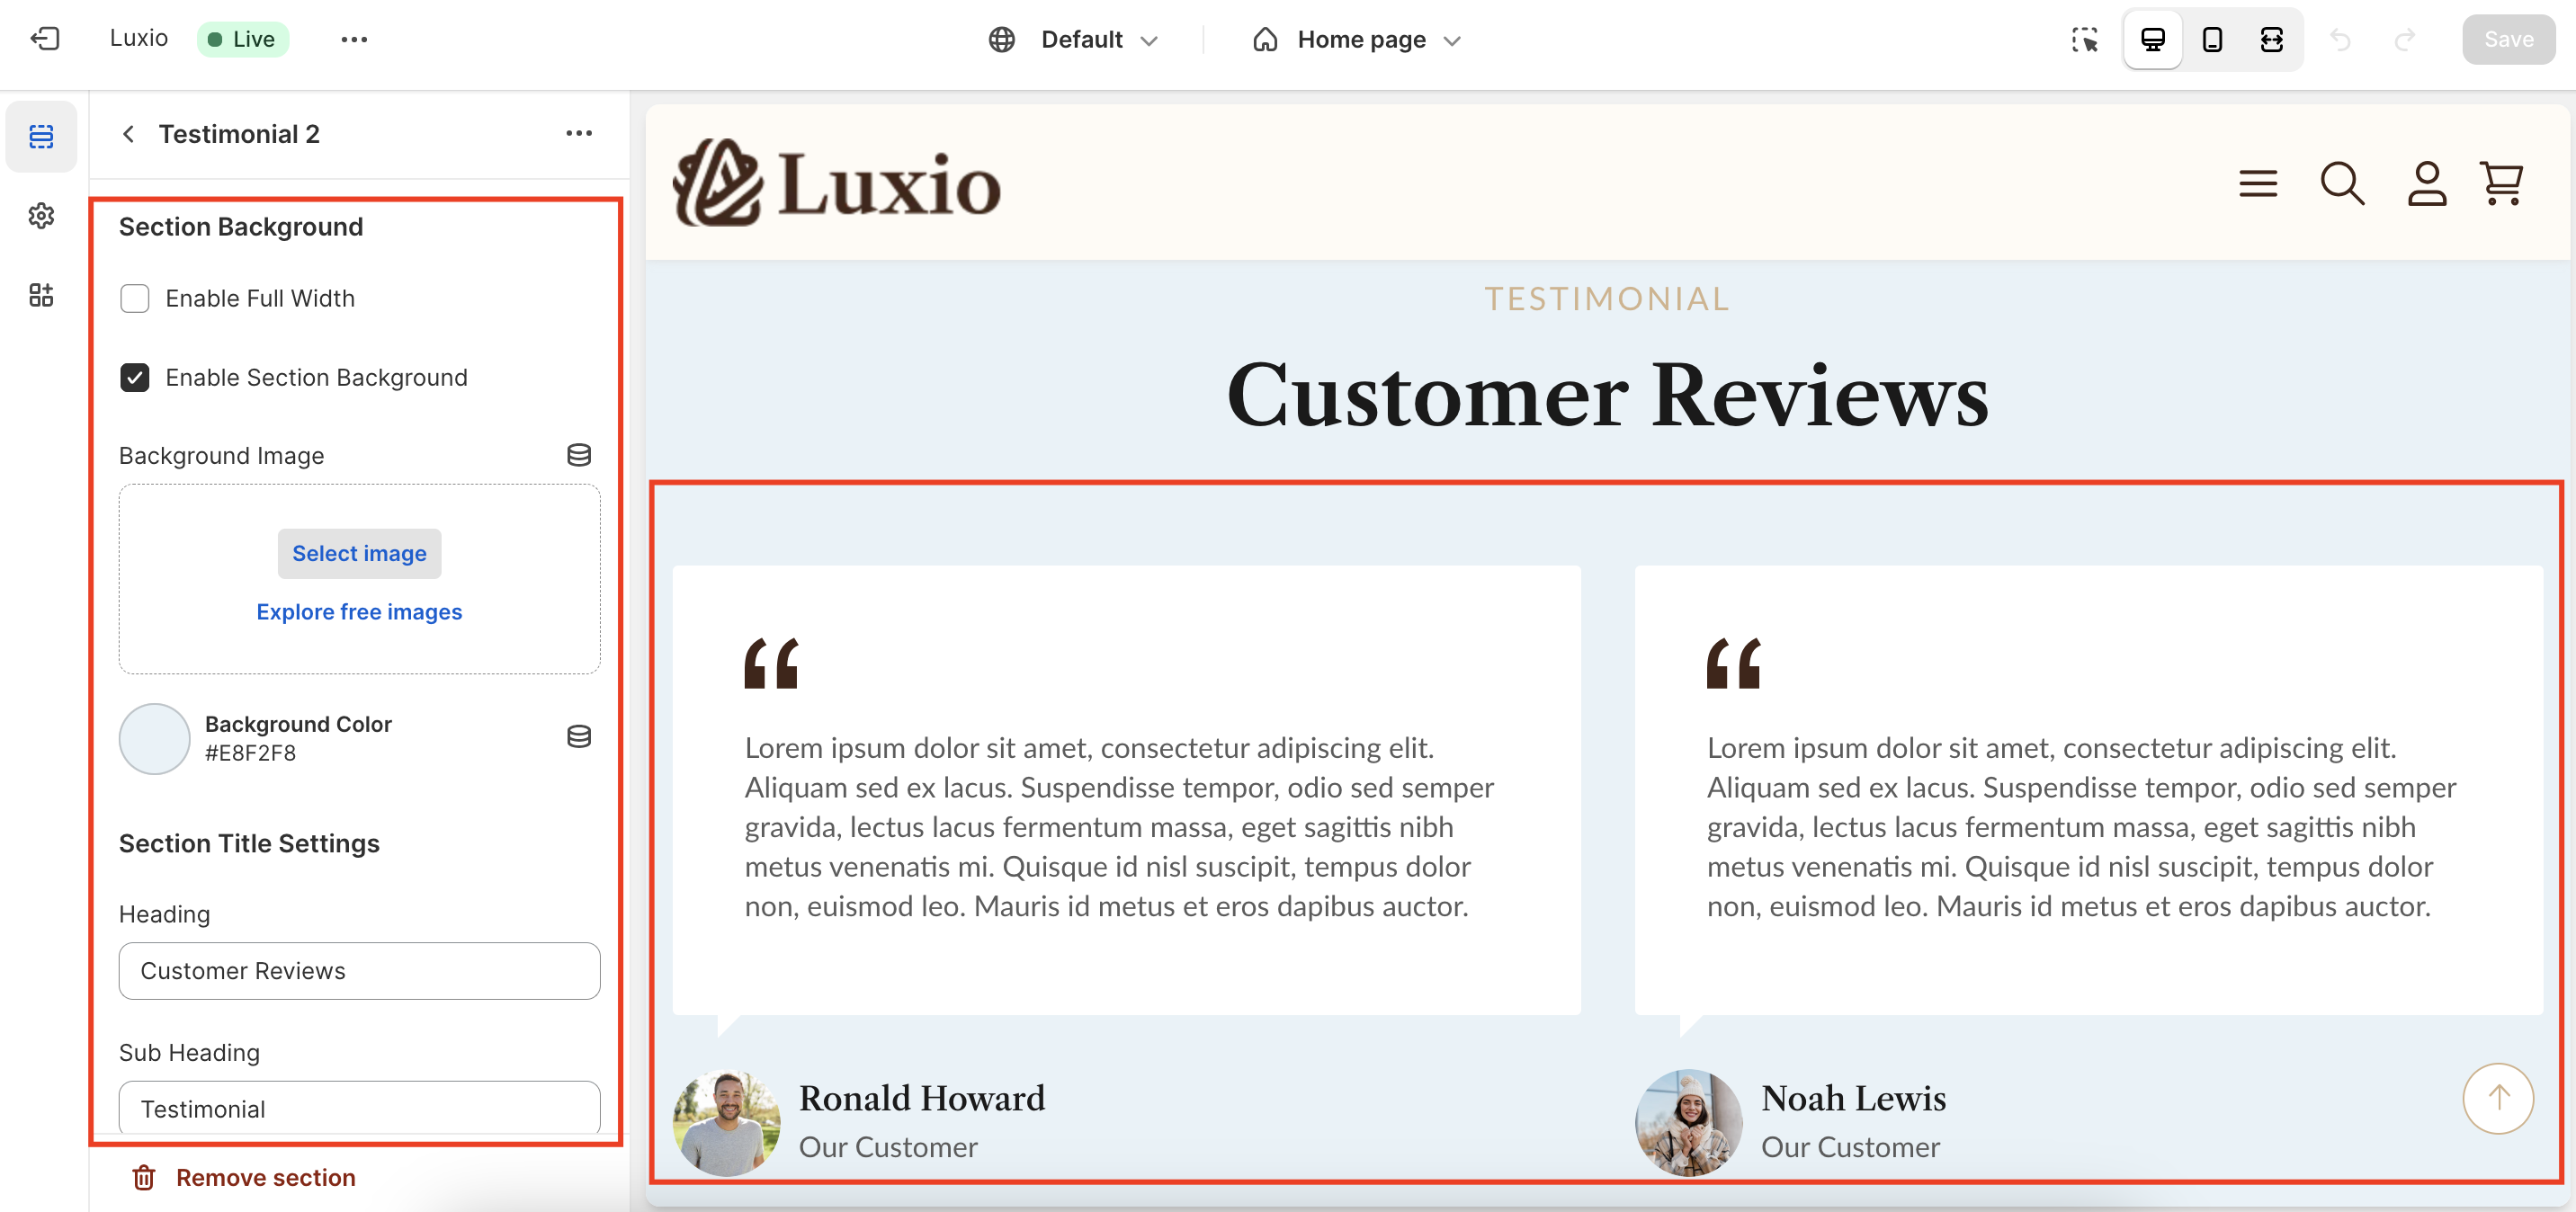 Luxio
Live
Default
Home page
Save
Testimonial 2
Section Background
Enable Full Width
Enable Section Background
Background Image
Select image
Explore free images
Background Color
#E8F2F8
Section Title Settings
Heading
Customer Reviews
Sub Heading
Testimonial
Remove section
Luxio
TESTIMONIAL
Customer Reviews
Lorem ipsum dolor sit amet, consectetur adipiscing elit.
Aliquam sed ex lacus. Suspendisse tempor, odio sed semper
gravida, lectus lacus fermentum massa, eget sagittis nibh
metus venenatis mi. Quisque id nisl suscipit, tempus dolor
non, euismod leo. Mauris id metus et eros dapibus auctor.
Ronald Howard
Our Customer
Lorem ipsum dolor sit amet, consectetur adipiscing elit.
Aliquam sed ex lacus. Suspendisse tempor, odio sed semper
gravida, lectus lacus fermentum massa, eget sagittis nibh
metus venenatis mi. Quisque id nisl suscipit, tempus dolor
non, euismod leo. Mauris id metus et eros dapibus auctor.
Noah Lewis
Our Customer